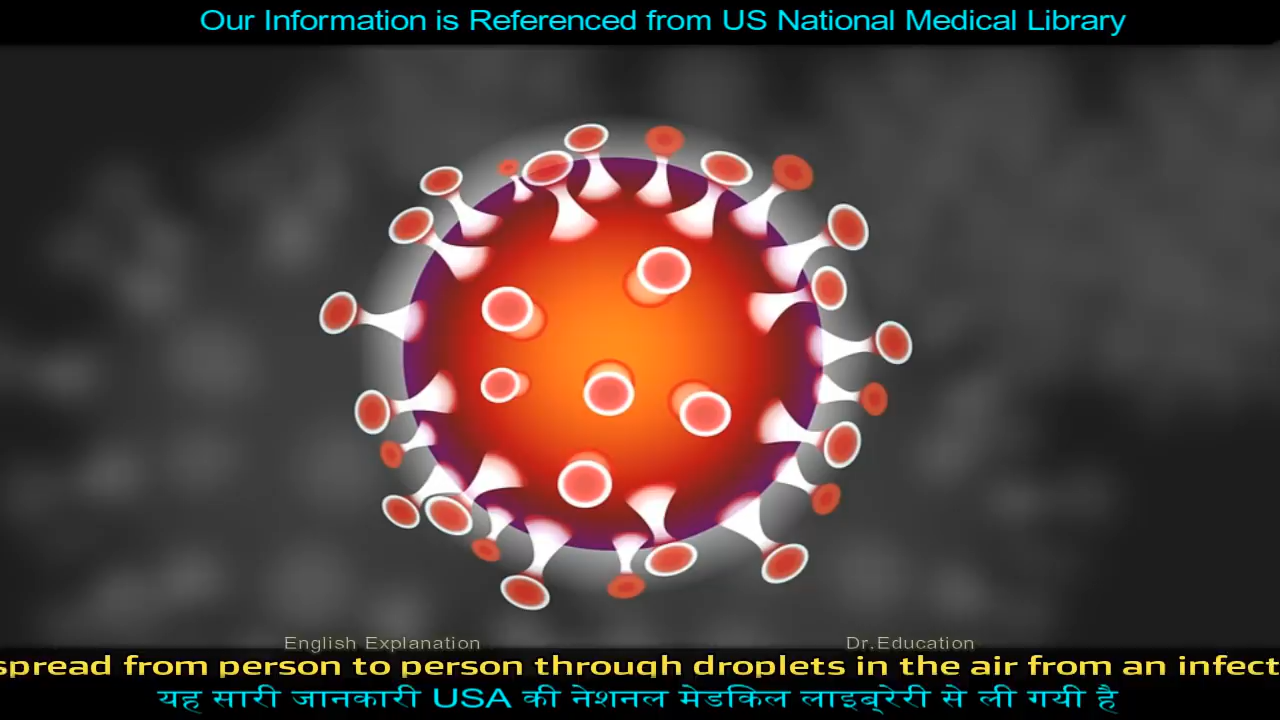 Our Information is Referenced from US National Medical Library
English Explanation
Dr.Education
spread from person to person through droplets in the air from an infect
यह सारी जानकारी USA की नेशनल मेडकिल लाइब्रेरी से ली गयी है